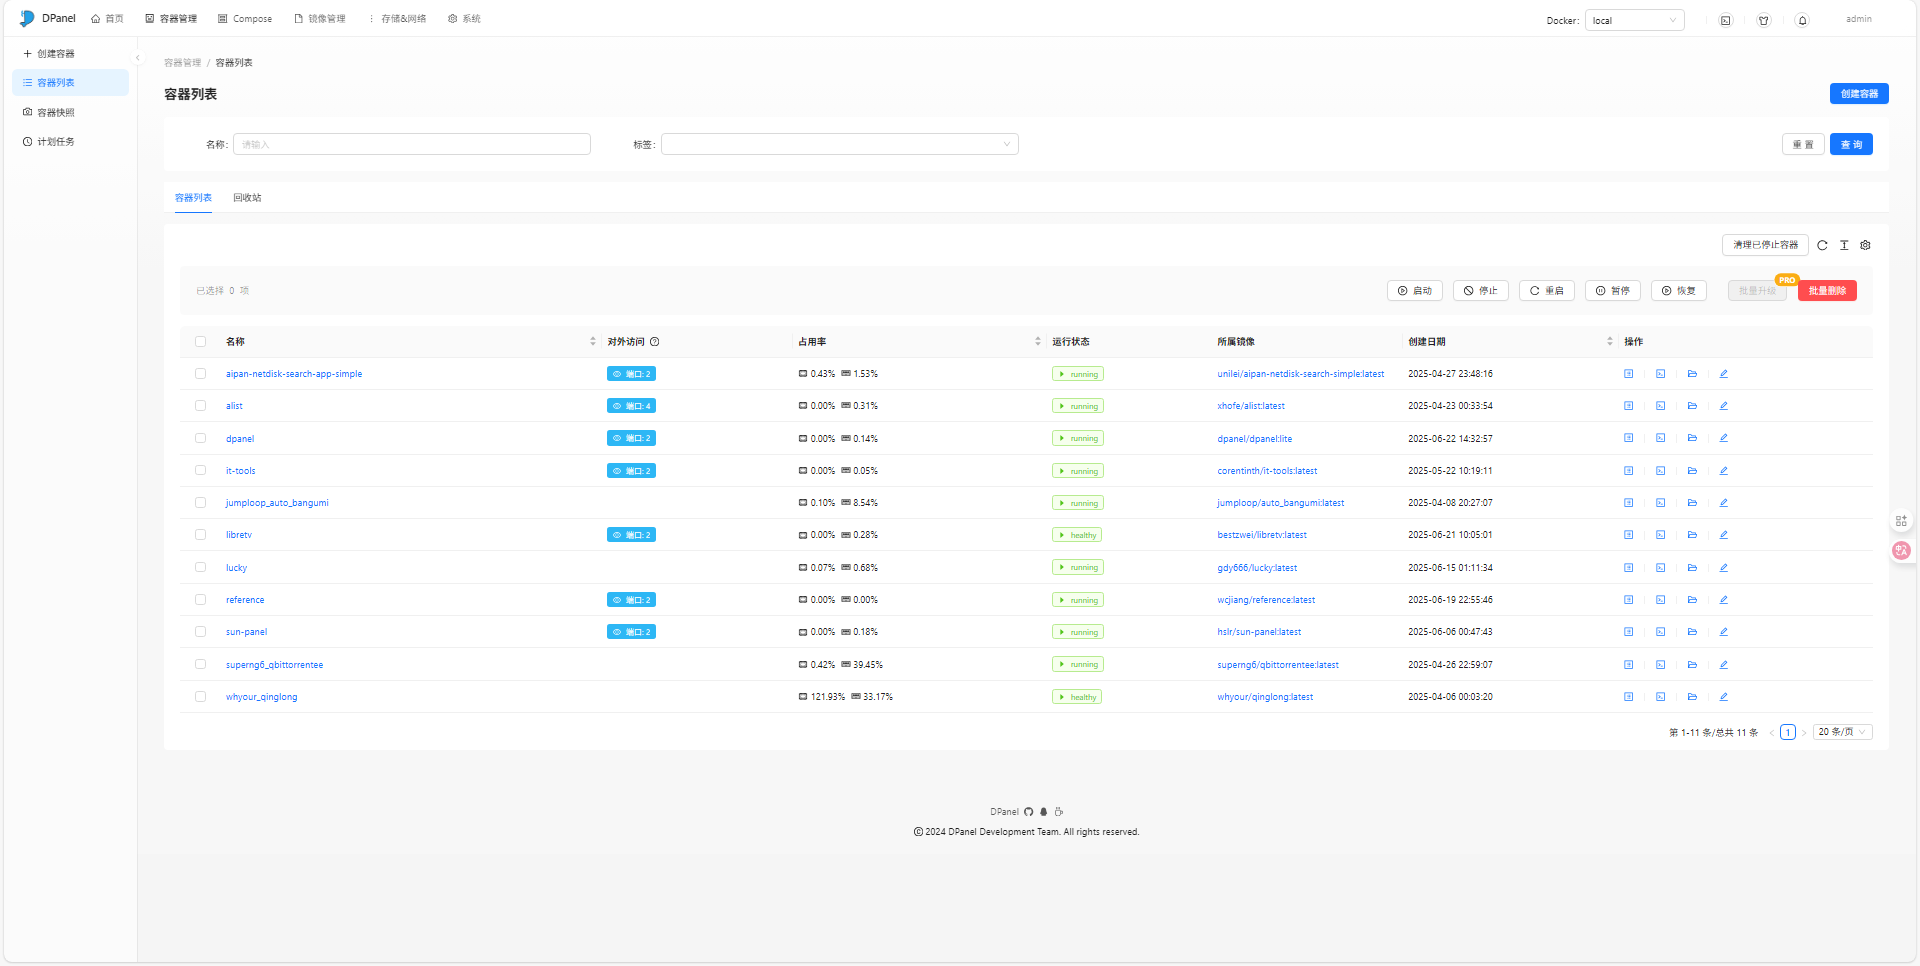 DPanel 首页 容器管理 Compose 镜像管理 存储&网络 系统 Docker: local admin
创建容器
容器列表
容器快照
计划任务
容器管理 / 容器列表
容器列表 创建容器
名称: 请输入 标签: 重 置 查 询
容器列表 回收站
清理已停止容器
已选择 0 项 启动 停止 重启 暂停 恢复 批量升级 PRO 批量删除
名称 对外访问 占用率 运行状态 所属镜像 创建日期 操作
aipan-netdisk-search-app-simple 端口: 2 0.43% 1.53% running unilei/aipan-netdisk-search-simple:latest 2025-04-27 23:48:16
alist 端口: 4 0.00% 0.31% running xhofe/alist:latest 2025-04-23 00:33:54
dpanel 端口: 2 0.00% 0.14% running dpanel/dpanel:lite 2025-06-22 14:32:57
it-tools 端口: 2 0.00% 0.05% running corentinth/it-tools:latest 2025-05-22 10:19:11
jumploop_auto_bangumi 0.10% 8.54% running jumploop/auto_bangumi:latest 2025-04-08 20:27:07
libretv 端口: 2 0.00% 0.28% healthy bestzwei/libretv:latest 2025-06-21 10:05:01
lucky 0.07% 0.68% running gdy666/lucky:latest 2025-06-15 01:11:34
reference 端口: 2 0.00% 0.00% running wcjiang/reference:latest 2025-06-19 22:55:46
sun-panel 端口: 2 0.00% 0.18% running hslr/sun-panel:latest 2025-06-06 00:47:43
superng6_qbittorrentee 0.42% 39.45% running superng6/qbittorrentee:latest 2025-04-26 22:59:07
whyour_qinglong 121.93% 33.17% healthy whyour/qinglong:latest 2025-04-06 00:03:20
第 1-11 条/总共 11 条 < 1 > 20 条/页
DPanel
© 2024 DPanel Development Team. All rights reserved.